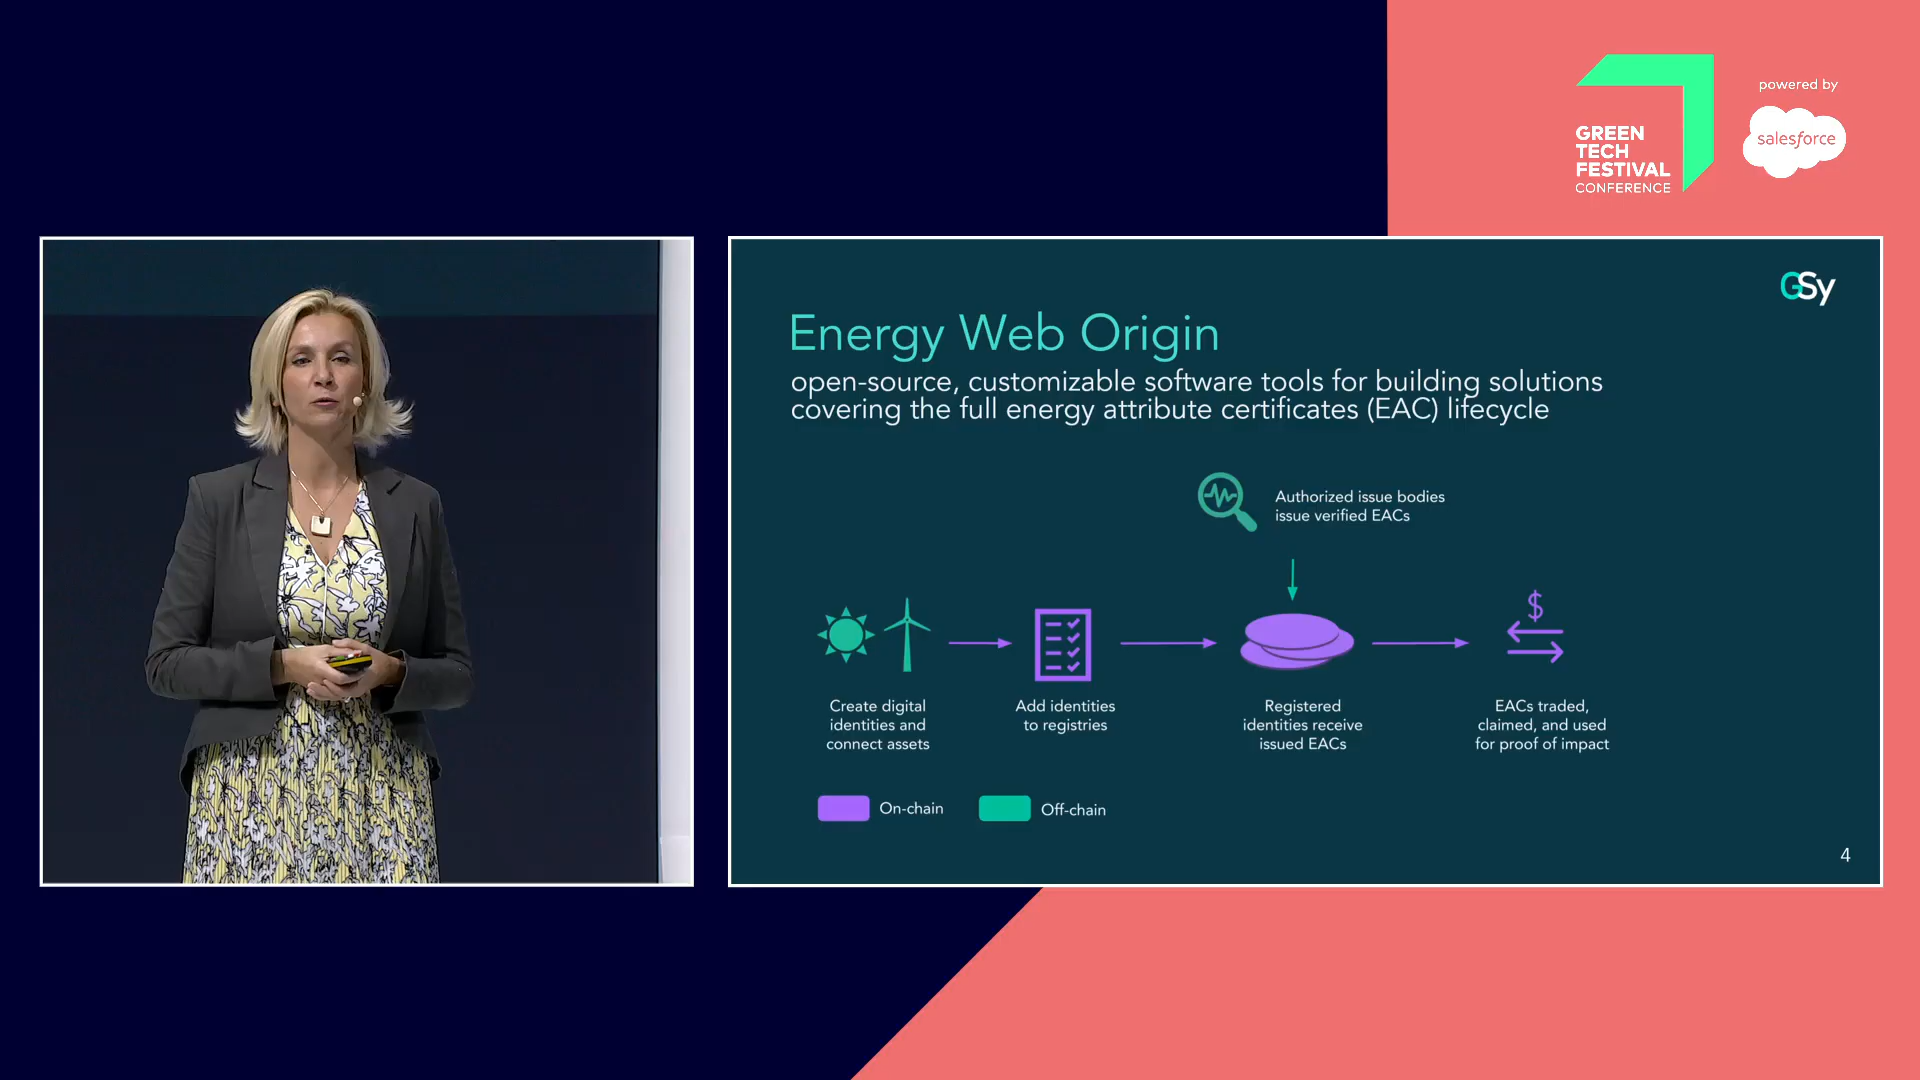 GREEN
TECH
FESTIVAL
CONFERENCE
powered by
salesforce
GSy
Energy Web Origin
open-source, customizable software tools for building solutions
covering the full energy attribute certificates (EAC) lifecycle
Authorized issue bodies
issue verified EACs
$
Create digital
identities and
connect assets
Add identities
to registries
Registered
identities receive
issued EACs
EACs traded,
claimed, and used
for proof of impact
On-chain
Off-chain
4